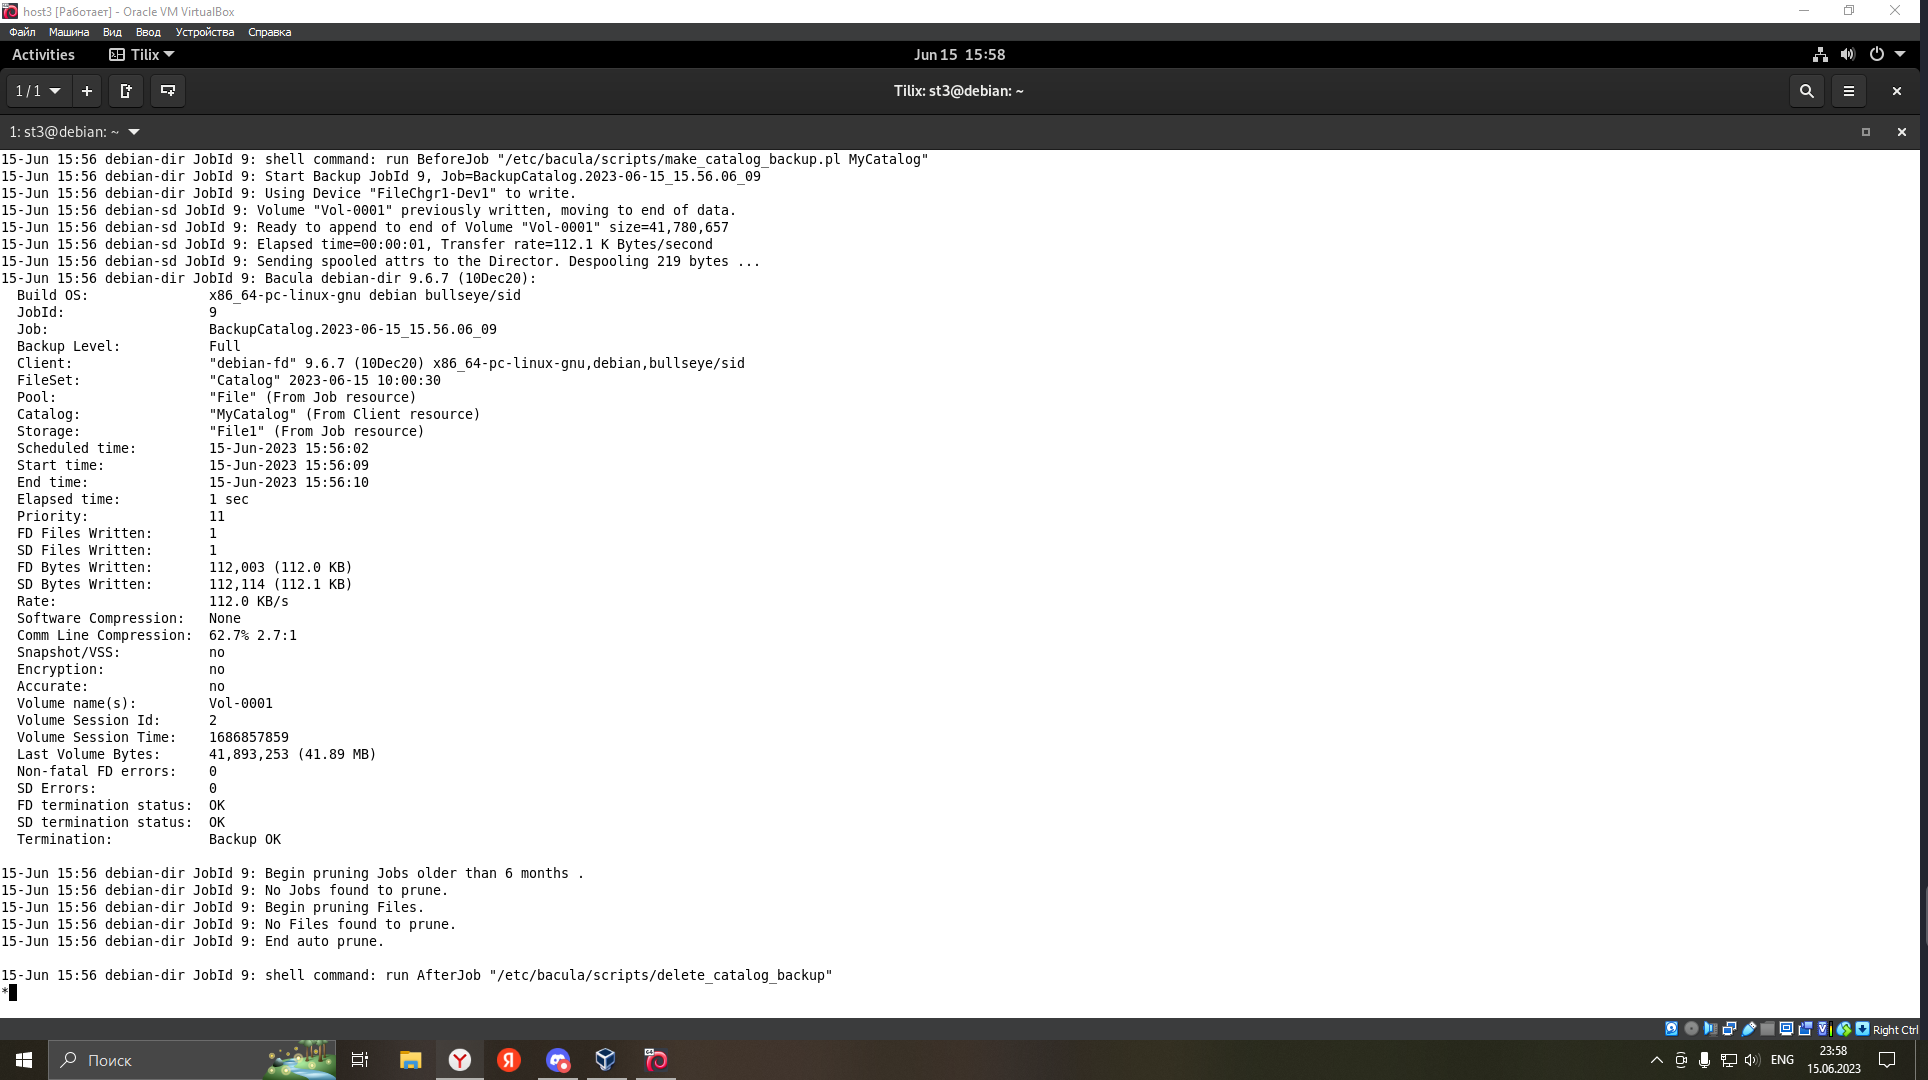 host3 [Работает] - Oracle VM VirtualBox
Файл Машина Вид Ввод Устройства Справка
Activities Tilix Jun 15 15:58
1 / 1 Tilix: st3@debian: ~
1: st3@debian: ~
15-Jun 15:56 debian-dir JobId 9: shell command: run BeforeJob "/etc/bacula/scripts/make_catalog_backup.pl MyCatalog"
15-Jun 15:56 debian-dir JobId 9: Start Backup JobId 9, Job=BackupCatalog.2023-06-15_15.56.06_09
15-Jun 15:56 debian-dir JobId 9: Using Device "FileChgr1-Dev1" to write.
15-Jun 15:56 debian-sd JobId 9: Volume "Vol-0001" previously written, moving to end of data.
15-Jun 15:56 debian-sd JobId 9: Ready to append to end of Volume "Vol-0001" size=41,780,657
15-Jun 15:56 debian-sd JobId 9: Elapsed time=00:00:01, Transfer rate=112.1 K Bytes/second
15-Jun 15:56 debian-sd JobId 9: Sending spooled attrs to the Director. Despooling 219 bytes ...
15-Jun 15:56 debian-dir JobId 9: Bacula debian-dir 9.6.7 (10Dec20):
Build OS: x86_64-pc-linux-gnu debian bullseye/sid
JobId: 9
Job: BackupCatalog.2023-06-15_15.56.06_09
Backup Level: Full
Client: "debian-fd" 9.6.7 (10Dec20) x86_64-pc-linux-gnu,debian,bullseye/sid
FileSet: "Catalog" 2023-06-15 10:00:30
Pool: "File" (From Job resource)
Catalog: "MyCatalog" (From Client resource)
Storage: "File1" (From Job resource)
Scheduled time: 15-Jun-2023 15:56:02
Start time: 15-Jun-2023 15:56:09
End time: 15-Jun-2023 15:56:10
Elapsed time: 1 sec
Priority: 11
FD Files Written: 1
SD Files Written: 1
FD Bytes Written: 112,003 (112.0 KB)
SD Bytes Written: 112,114 (112.1 KB)
Rate: 112.0 KB/s
Software Compression: None
Comm Line Compression: 62.7% 2.7:1
Snapshot/VSS: no
Encryption: no
Accurate: no
Volume name(s): Vol-0001
Volume Session Id: 2
Volume Session Time: 1686857859
Last Volume Bytes: 41,893,253 (41.89 MB)
Non-fatal FD errors: 0
SD Errors: 0
FD termination status: OK
SD termination status: OK
Termination: Backup OK
15-Jun 15:56 debian-dir JobId 9: Begin pruning Jobs older than 6 months .
15-Jun 15:56 debian-dir JobId 9: No Jobs found to prune.
15-Jun 15:56 debian-dir JobId 9: Begin pruning Files.
15-Jun 15:56 debian-dir JobId 9: No Files found to prune.
15-Jun 15:56 debian-dir JobId 9: End auto prune.
15-Jun 15:56 debian-dir JobId 9: shell command: run AfterJob "/etc/bacula/scripts/delete_catalog_backup"
*
Right Ctrl
Поиск ENG 23:58
15.06.2023